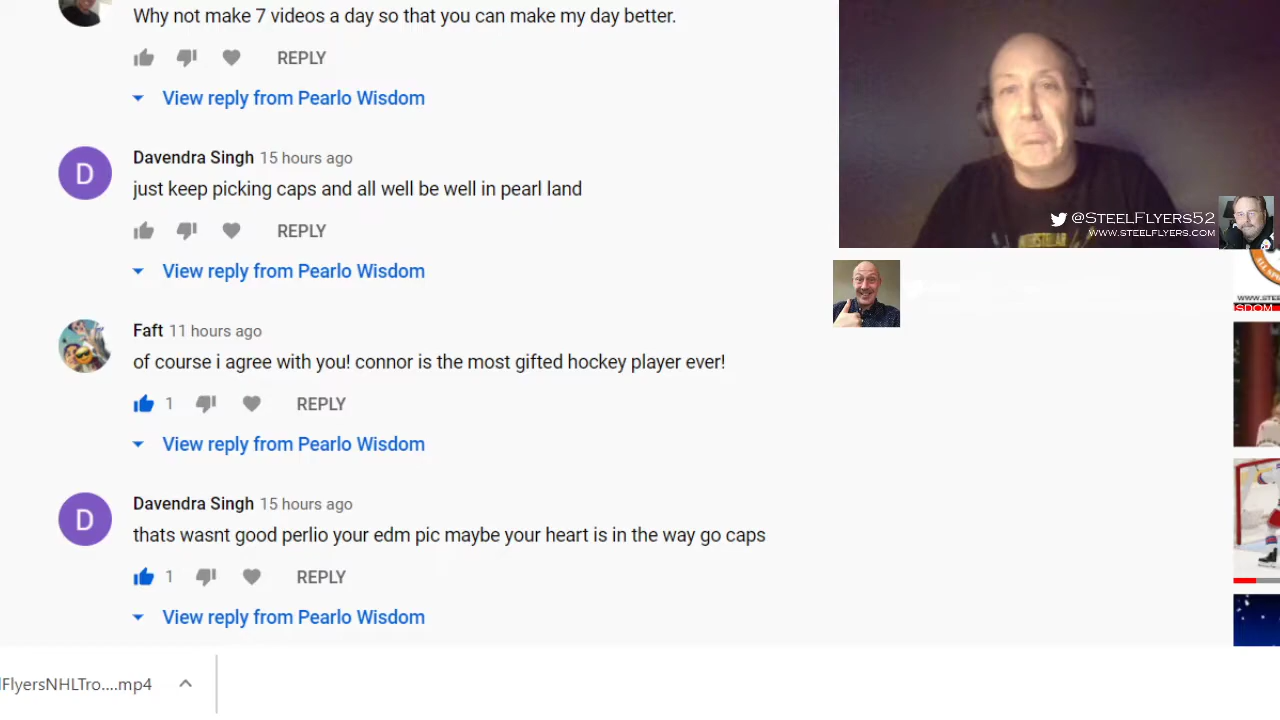 Why not make 7 videos a day so that you can make my day better.
REPLY
View reply from Pearlo Wisdom
D
Davendra Singh 15 hours ago
just keep picking caps and all well be well in pearl land
REPLY
View reply from Pearlo Wisdom
Faft 11 hours ago
of course i agree with you! connor is the most gifted hockey player ever!
1 REPLY
View reply from Pearlo Wisdom
D
Davendra Singh 15 hours ago
thats wasnt good perlio your edm pic maybe your heart is in the way go caps
1 REPLY
View reply from Pearlo Wisdom
FlyersNHLTro....mp4
@SteelFlyers52
www.steelflyers.com